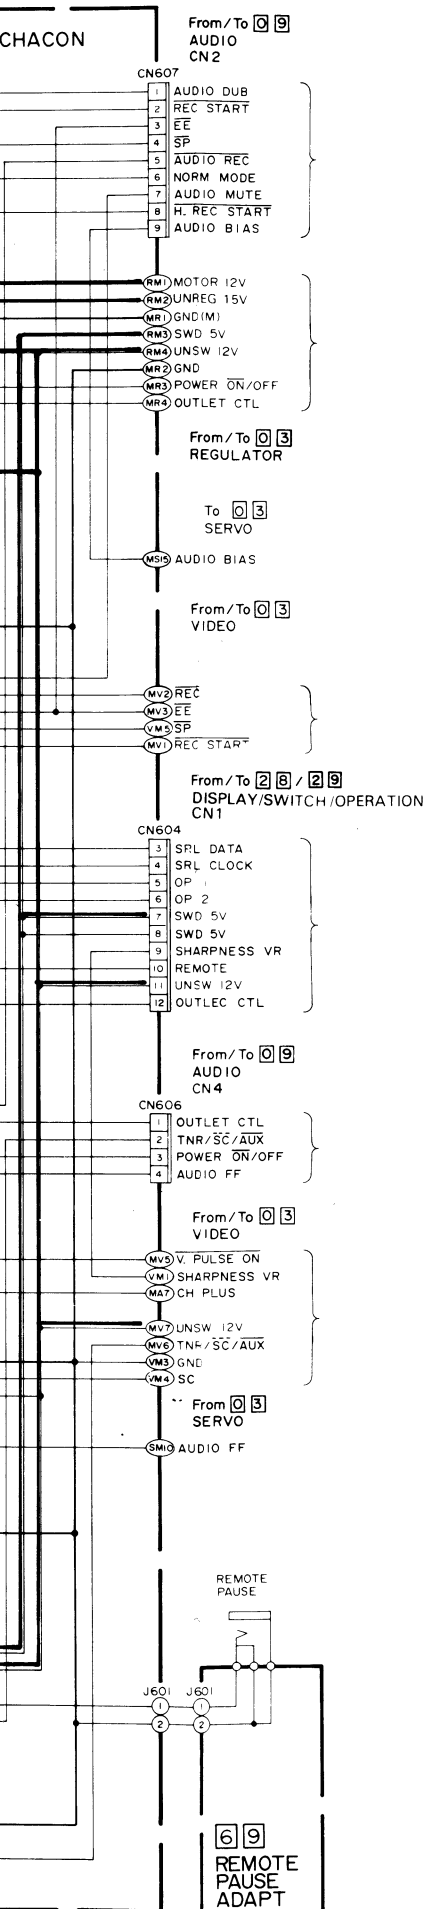 CHACON
From/To 0 9
AUDIO
CN2
CN607
1 AUDIO DUB
2 REC START
3 EE
4 SP
5 AUDIO REC
6 NORM MODE
7 AUDIO MUTE
8 H. REC START
9 AUDIO BIAS
RM1 MOTOR 12V
RM2 UNREG 15V
MR1 GND(M)
RM3 SWD 5V
RM4 UNSW 12V
MR2 GND
MR3 POWER ON/OFF
MR4 OUTLET CTL
From/To 0 3
REGULATOR
To 0 3
SERVO
MS15 AUDIO BIAS
From/To 0 3
VIDEO
MV2 REC
MV3 EE
VM5 SP
MV1 REC START
From/To 2 8 / 2 9
DISPLAY/SWITCH/OPERATION
CN1
CN604
3 SRL DATA
4 SRL CLOCK
5 OP 1
6 OP 2
7 SWD 5V
8 SWD 5V
9 SHARPNESS VR
10 REMOTE
11 UNSW 12V
12 OUTLEC CTL
From/To 0 9
AUDIO
CN4
CN606
1 OUTLET CTL
2 TNR/SC/AUX
3 POWER ON/OFF
4 AUDIO FF
From/To 0 3
VIDEO
MV5 V. PULSE ON
VM1 SHARPNESS VR
MA7 CH PLUS
MV7 UNSW 12V
MV6 TNR/SC/AUX
VM3 GND
VM4 SC
From 0 3
SERVO
SM10 AUDIO FF
REMOTE
PAUSE
J601 J601
1 1
2 2
6 9
REMOTE
PAUSE
ADAPT